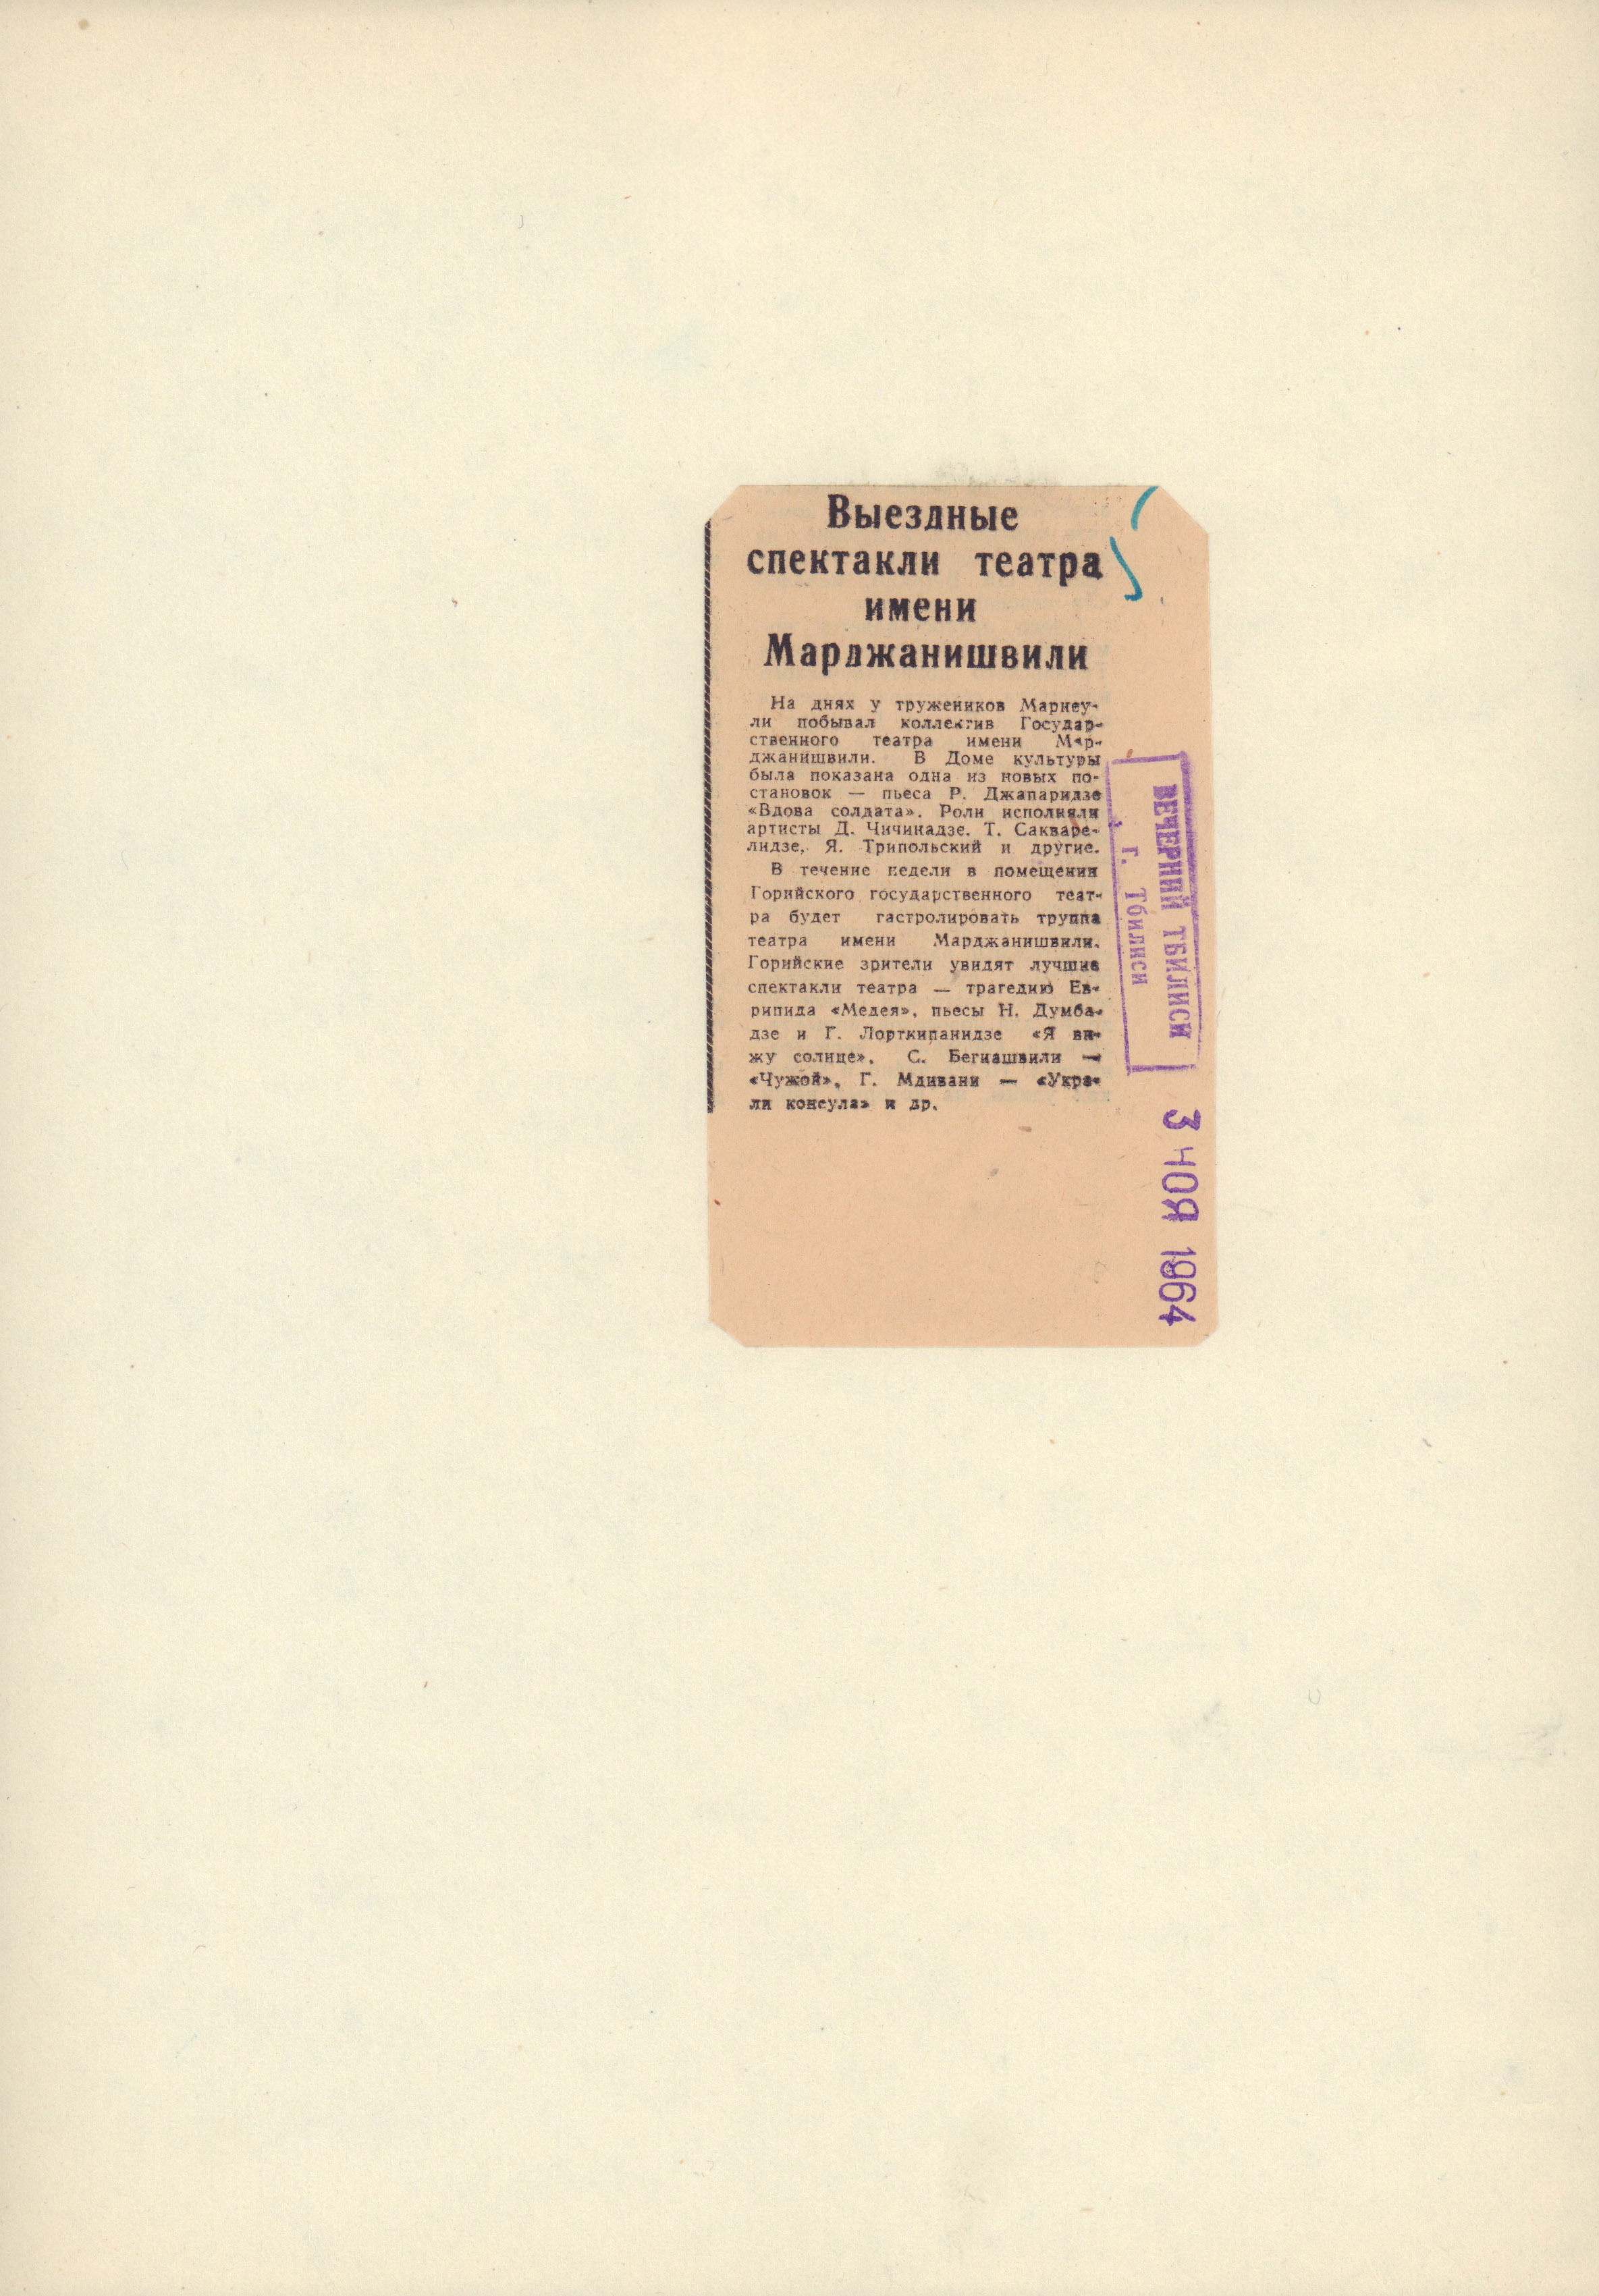 Выездные
спектакли театра
имени
Марджанишвили
На днях у тружеников Марнеу-
ли побывал коллектив Государ-
ственного театра имени Мар-
джанишвили. В Доме культуры
была показана одна из новых по-
становок — пьеса Р. Джапаридзе
«Вдова солдата». Роли исполняли
артисты Д. Чичинадзе, Т. Сакваре-
лидзе, Я. Трипольский и другие.
В течение недели в помещении
Горийского государственного теат-
ра будет гастролировать труппа
театра имени Марджанишвили.
Горийские зрители увидят лучшие
спектакли театра — трагедию Ев-
рипида «Медея», пьесы Н. Думба-
дзе и Г. Лорткипанидзе «Я ви-
жу солнце», С. Бегиашвили —
«Чужой», Г. Мдивани — «Укра-
ли консула» и др.
ВЕЧЕРНИЙ ТБИЛИСИ
г. Тбилиси
3 НОЯ 1964